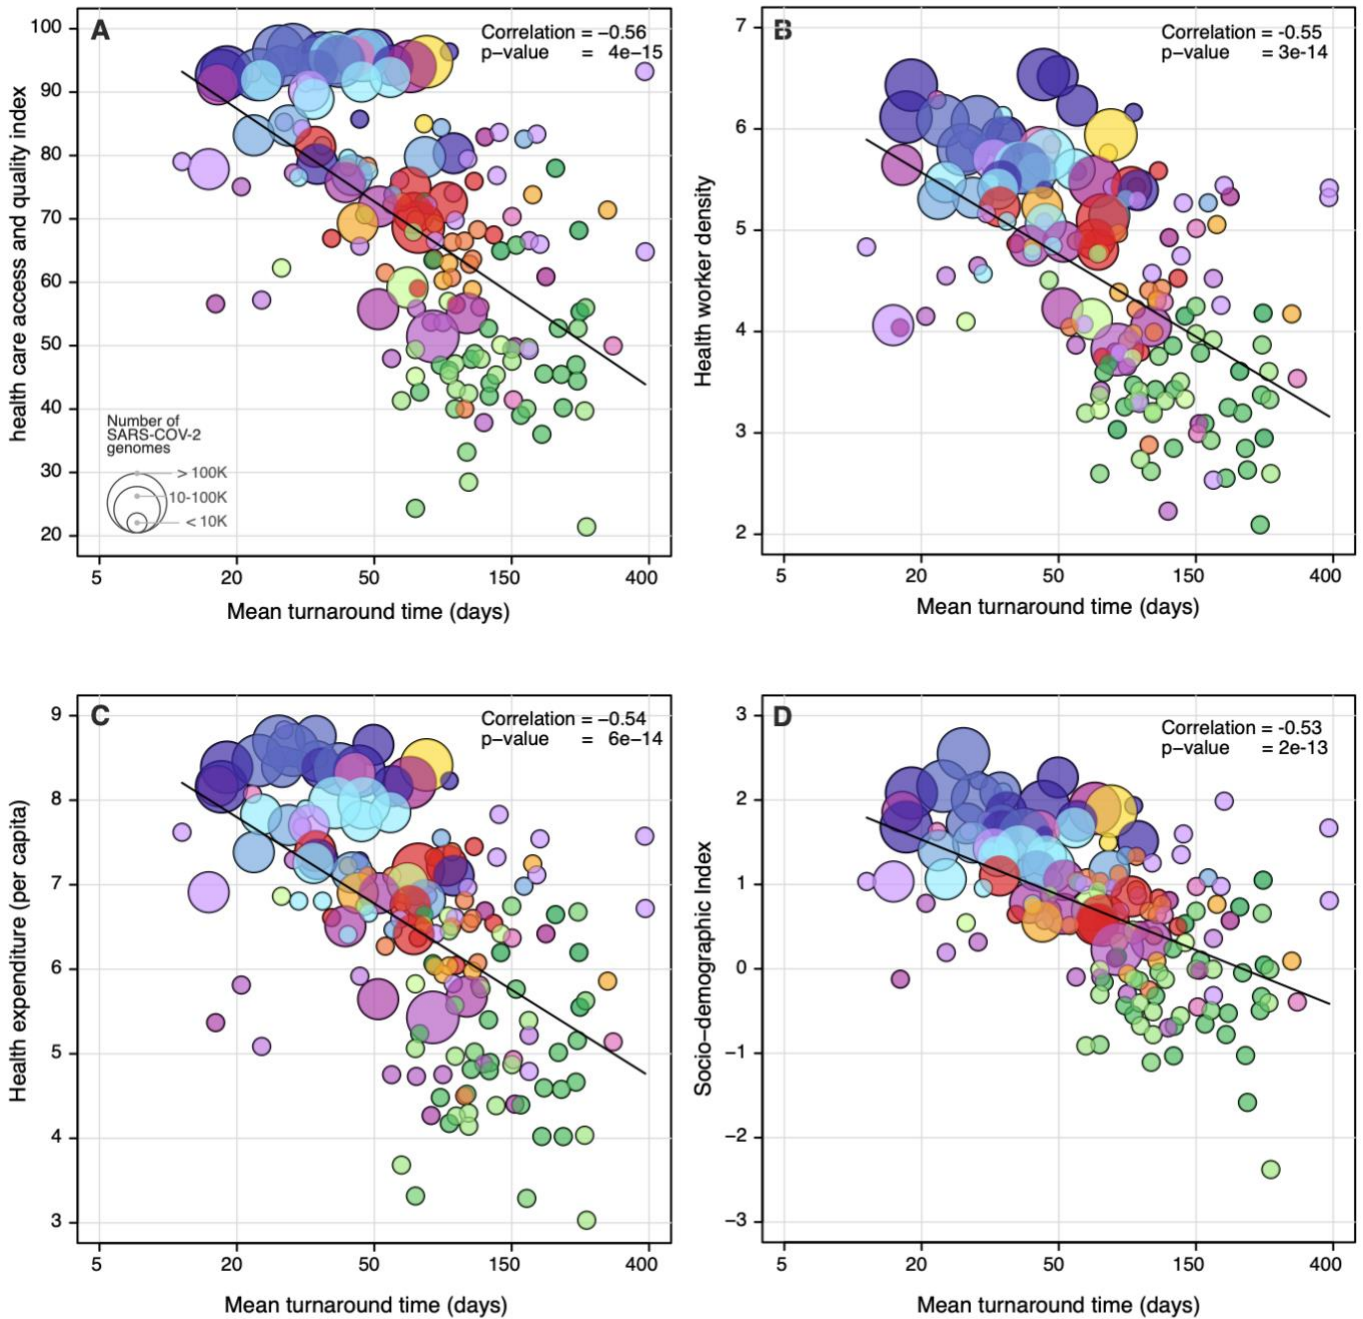 A
Correlation = −0.56
p−value = 4e−15
100
90
80
70
60
50
40
30
20
health care access and quality index
Number of
SARS-COV-2
genomes
> 100K
10-100K
< 10K
5 20 50 150 400
Mean turnaround time (days)
B
Correlation = -0.55
p−value = 3e-14
7
6
5
4
3
2
Health worker density
5 20 50 150 400
Mean turnaround time (days)
C
Correlation = −0.54
p−value = 6e−14
9
8
7
6
5
4
3
Health expenditure (per capita)
5 20 50 150 400
Mean turnaround time (days)
D
Correlation = -0.53
p−value = 2e-13
3
2
1
0
−1
−2
−3
Socio−demographic Index
5 20 50 150 400
Mean turnaround time (days)